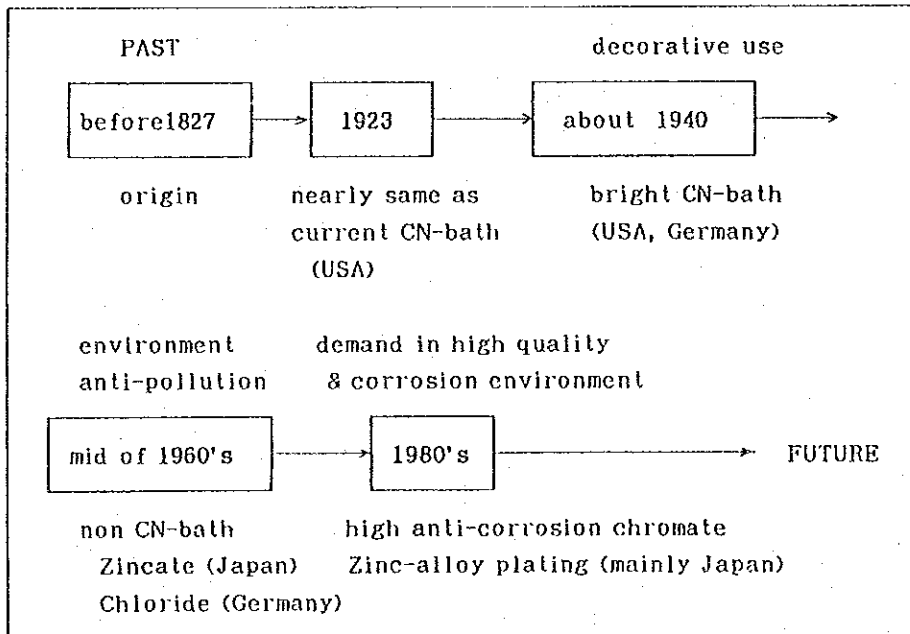 PAST
decorative use
before1827
1923
about 1940
origin
nearly same as
current CN-bath
(USA)
bright CN-bath
(USA, Germany)
environment
anti-pollution
demand in high quality
& corrosion environment
mid of 1960's
1980's
FUTURE
non CN-bath
Zincate (Japan)
Chloride (Germany)
high anti-corrosion chromate
Zinc-alloy plating (mainly Japan)